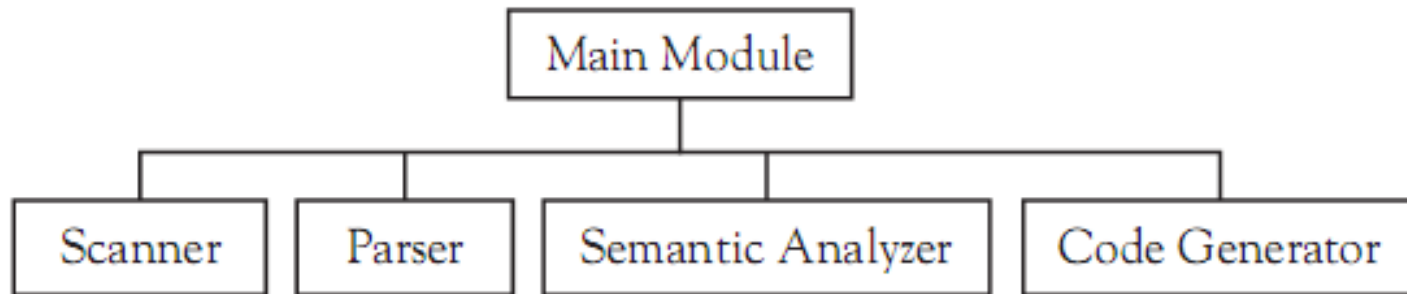 Main Module
Scanner
Parser
Semantic Analyzer
Code Generator